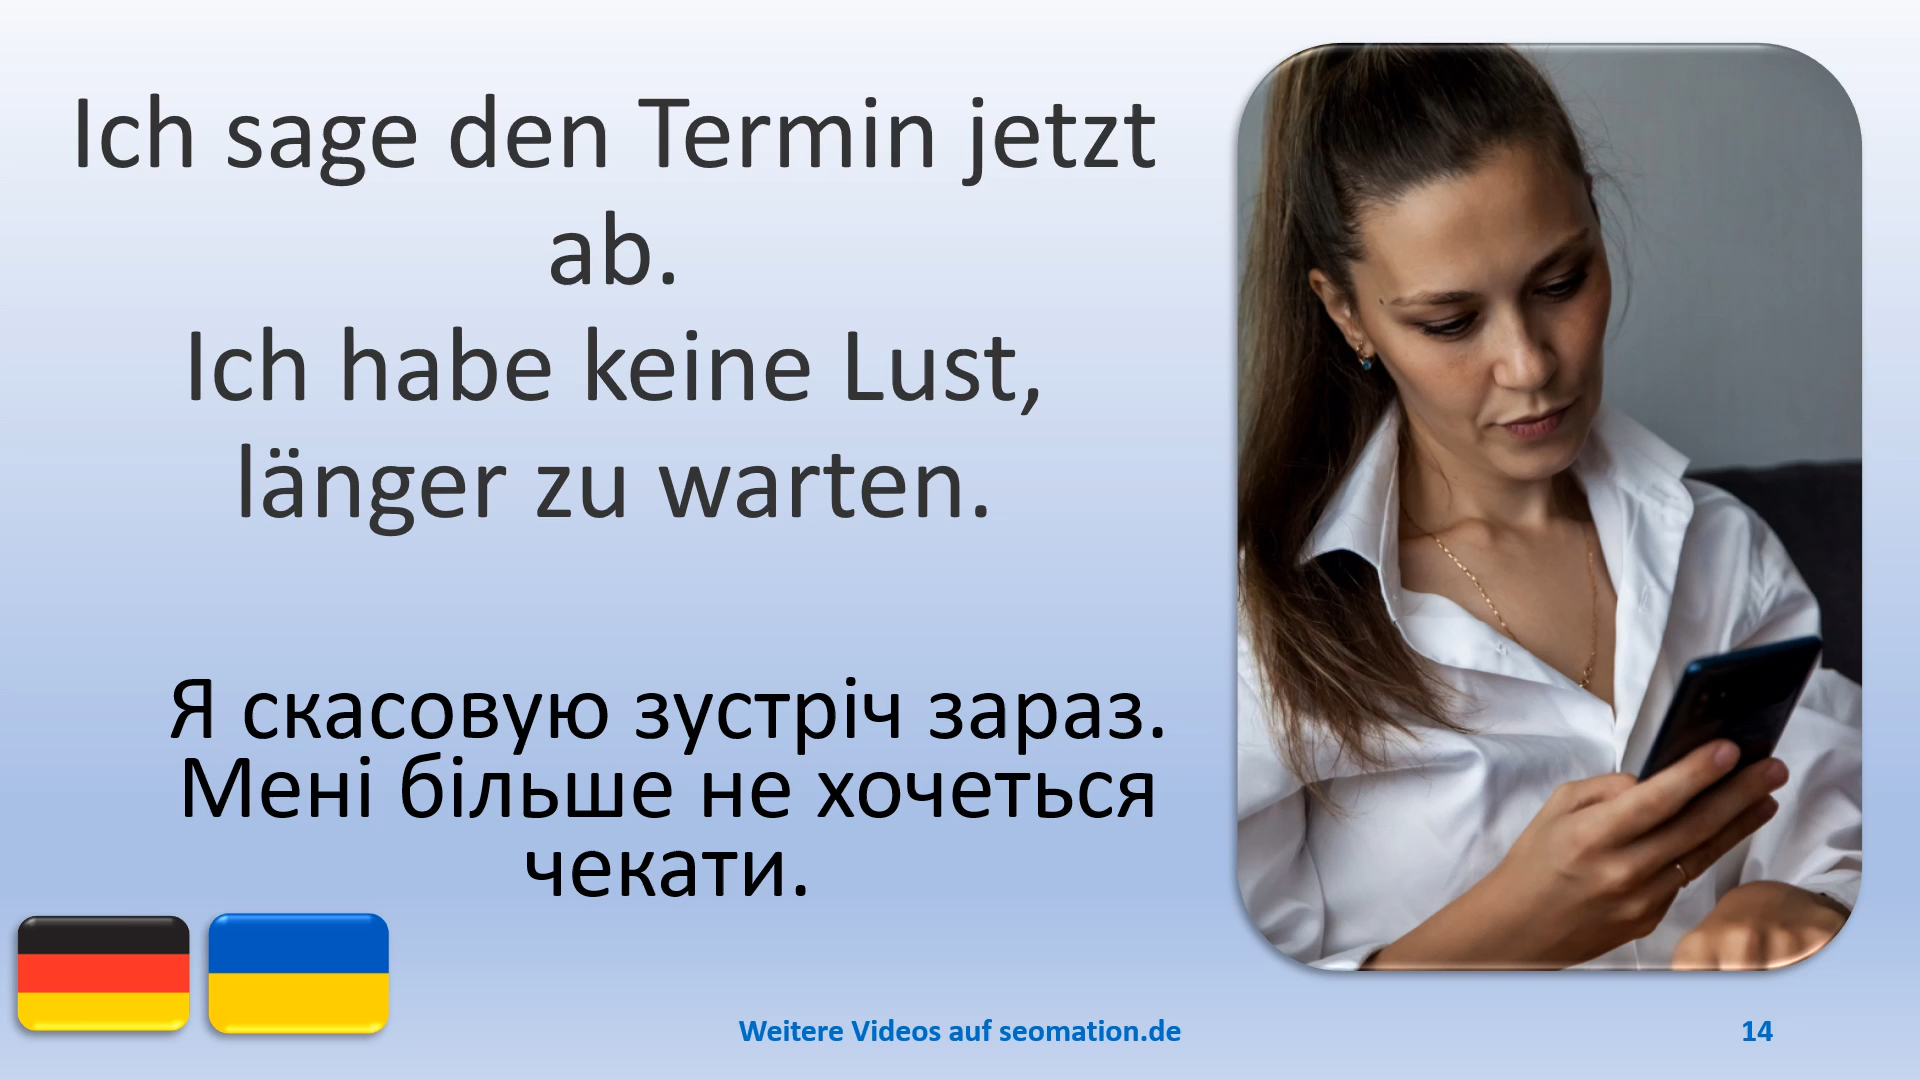 Ich sage den Termin jetzt
ab.
Ich habe keine Lust,
länger zu warten.
Я скасовую зустріч зараз.
Мені більше не хочеться
чекати.
Weitere Videos auf seomation.de
14